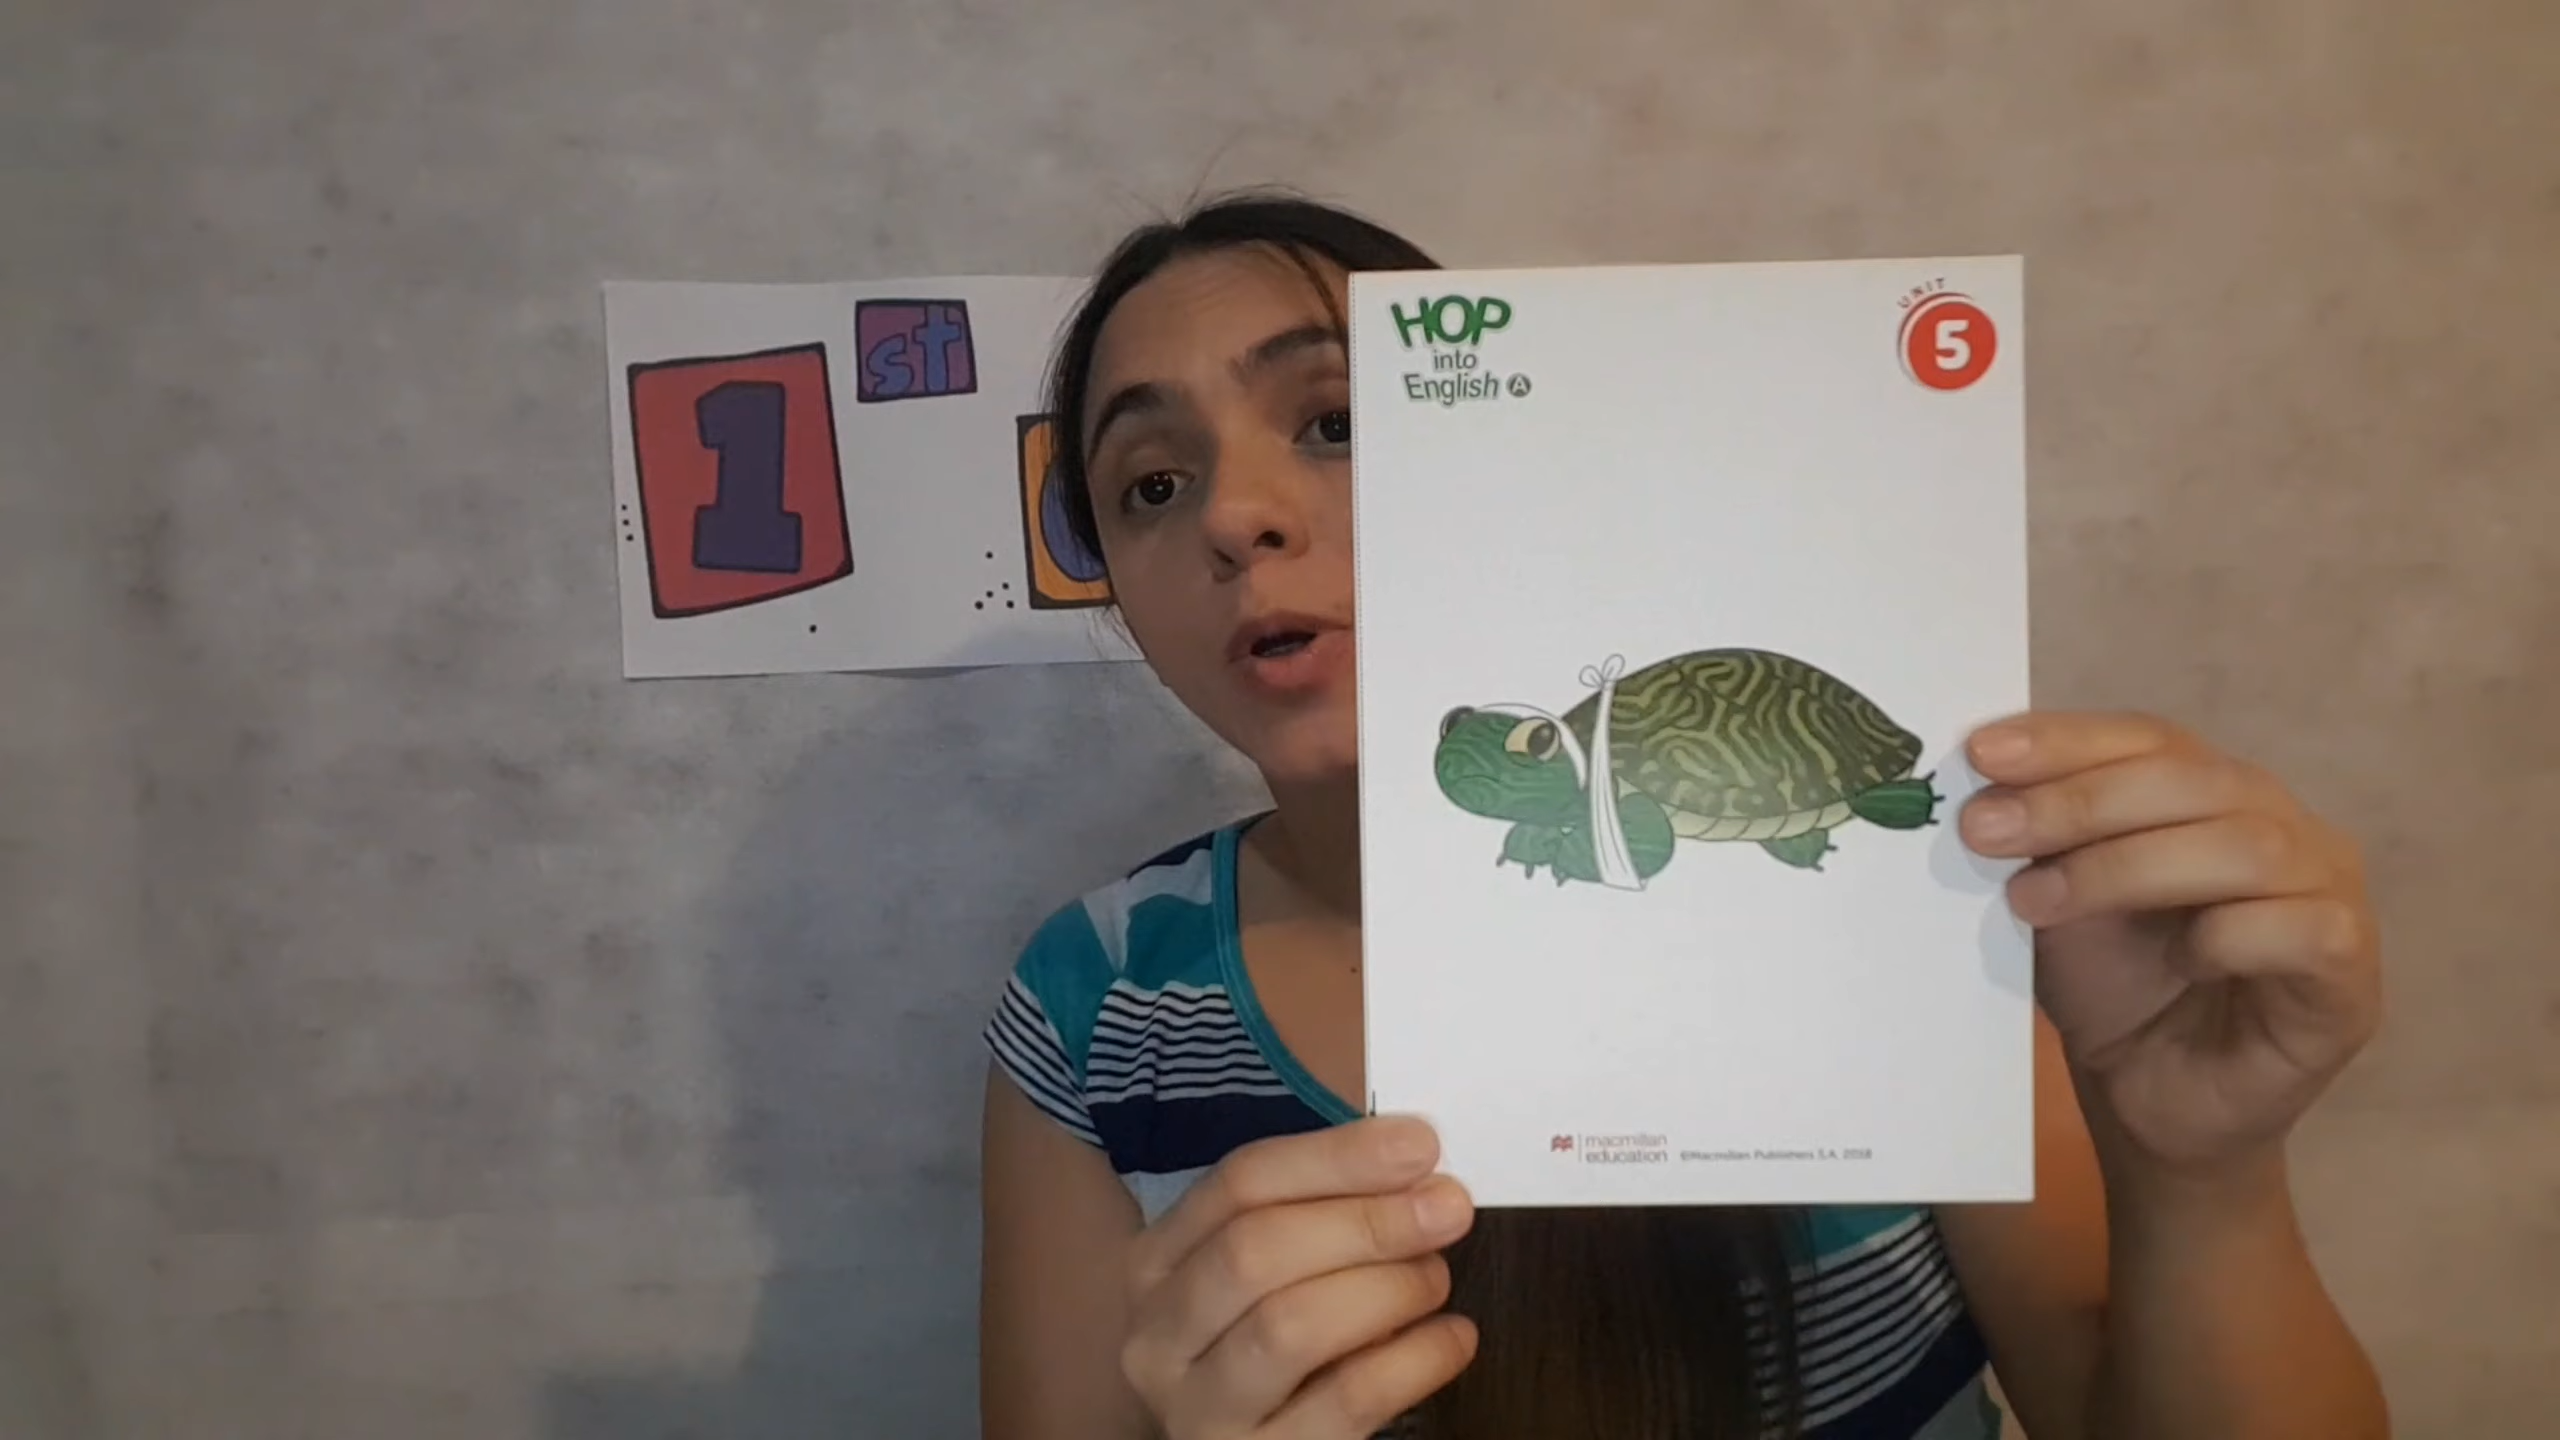 1
st
HOP
into
English A
UNIT
5
macmillan
education
©Macmillan Publishers S.A. 2018